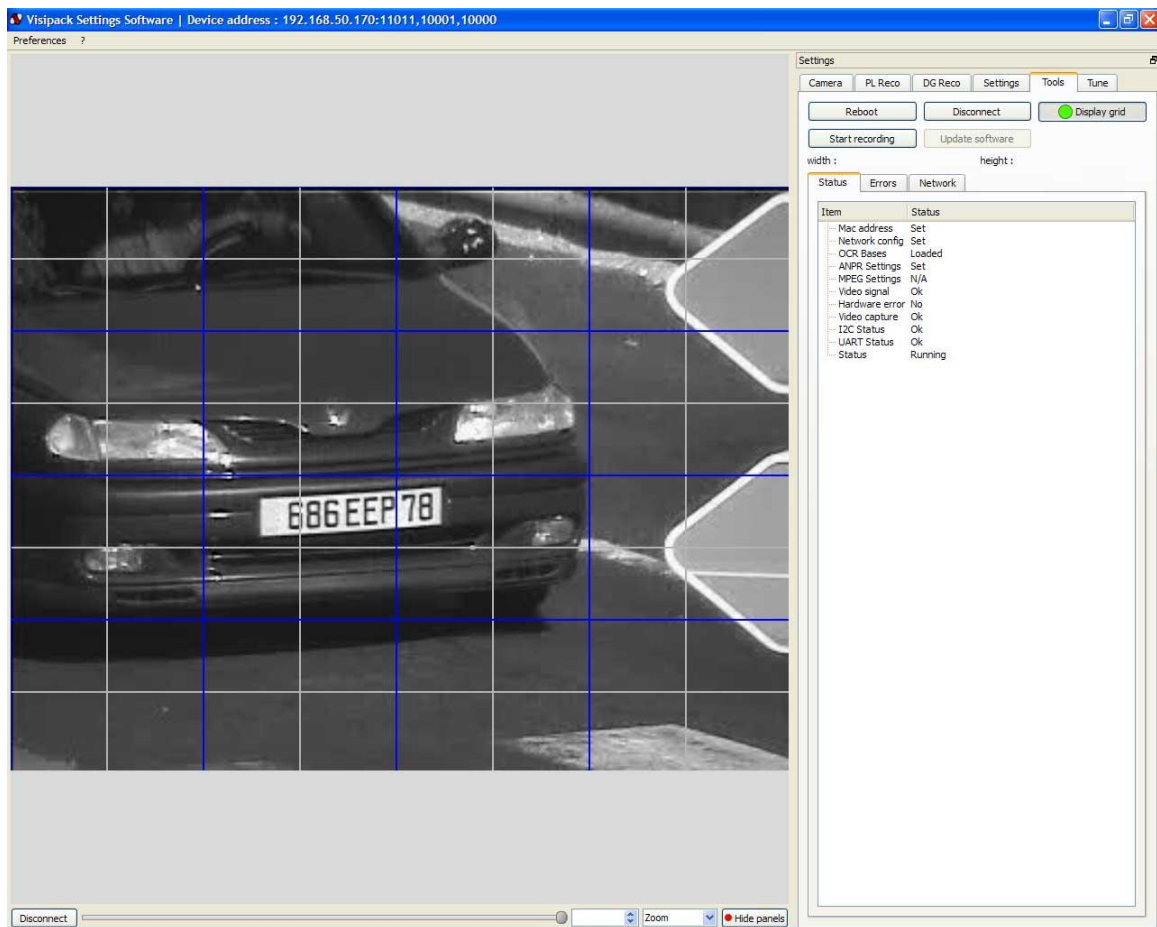 Visipack Settings Software | Device address : 192.168.50.170:11011,10001,10000
Preferences ?
Settings
Camera PL Reco DG Reco Settings Tools Tune
Reboot Disconnect Display grid
Start recording Update software
width : height :
Status Errors Network
Item Status
Mac address Set
Network config Set
OCR Bases Loaded
ANPR Settings Set
MPEG Settings N/A
Video signal Ok
Hardware error No
Video capture Ok
I2C Status Ok
UART Status Ok
Status Running
686 EEP 78
Disconnect Zoom Hide panels